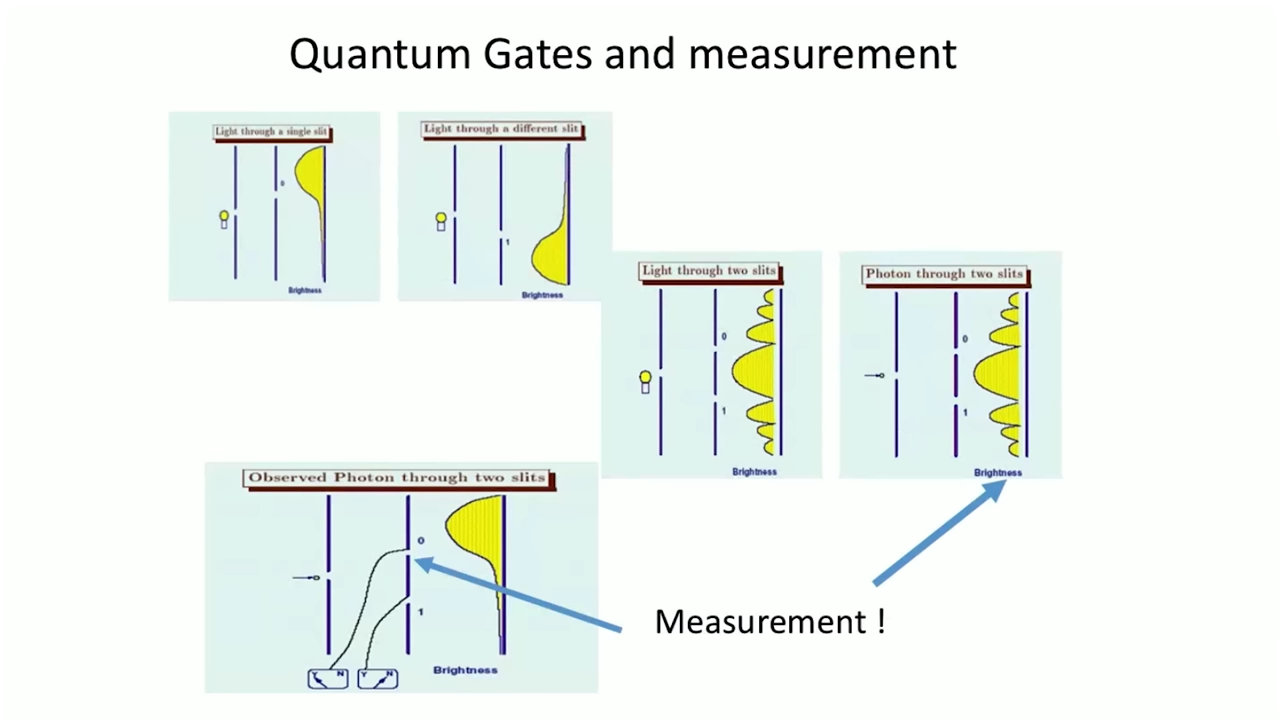 Quantum Gates and measurement
Light through a single slit
0
Brightness
Light through a different slit
1
Brightness
Light through two slits
0
1
Brightness
Photon through two slits
0
1
Brightness
Observed Photon through two slits
0
1
Y N
Y N
Brightness
Measurement !